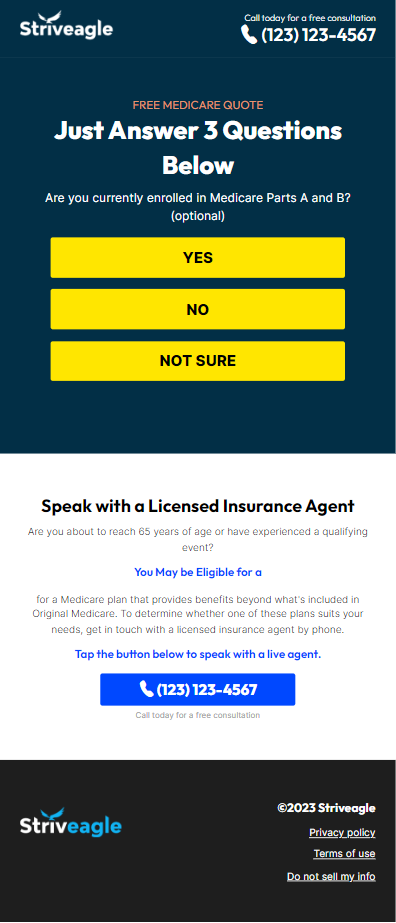 Striveagle
Call today for a free consultation
(123) 123-4567
FREE MEDICARE QUOTE
Just Answer 3 Questions
Below
Are you currently enrolled in Medicare Parts A and B?
(optional)
YES
NO
NOT SURE
Speak with a Licensed Insurance Agent
Are you about to reach 65 years of age or have experienced a qualifying
event?
You May be Eligible for a
for a Medicare plan that provides benefits beyond what's included in
Original Medicare. To determine whether one of these plans suits your
needs, get in touch with a licensed insurance agent by phone.
Tap the button below to speak with a live agent.
(123) 123-4567
Call today for a free consultation
Striveagle
©2023 Striveagle
Privacy policy
Terms of use
Do not sell my info